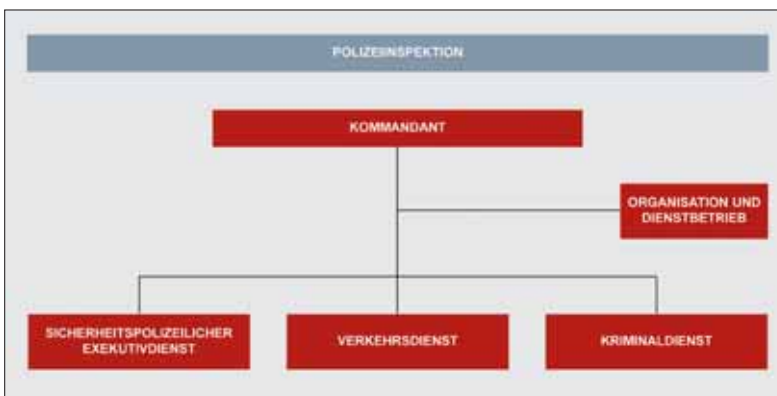 POLIZEIINSPEKTION
KOMMANDANT
ORGANISATION UND
DIENSTBETRIEB
SICHERHEITSPOLIZEILICHER
EXEKUTIVDIENST
VERKEHRSDIENST
KRIMINALDIENST